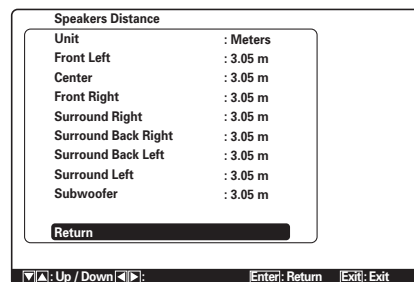 Speakers Distance
Unit : Meters
Front Left : 3.05 m
Center : 3.05 m
Front Right : 3.05 m
Surround Right : 3.05 m
Surround Back Right : 3.05 m
Surround Back Left : 3.05 m
Surround Left : 3.05 m
Subwoofer : 3.05 m
Return
▼▲: Up / Down ◀▶: Enter: Return Exit: Exit